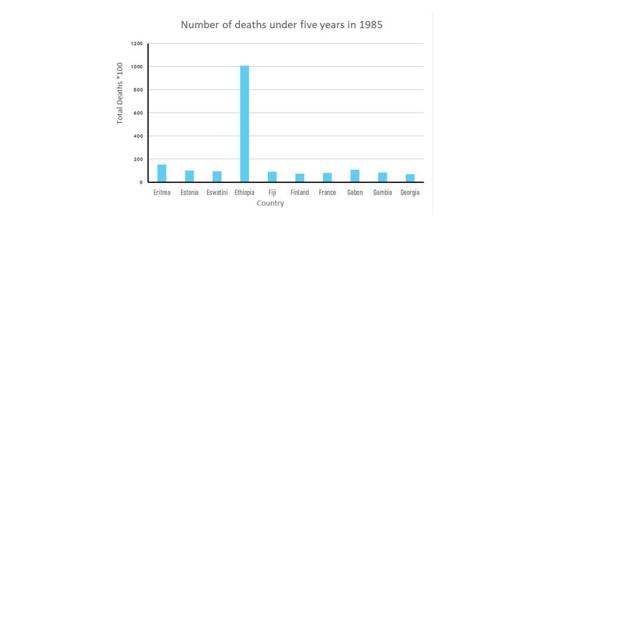 Number of deaths under five years in 1985
Total Deaths *100
1200
1000
800
600
400
200
0
Eritrea Estonia Eswatini Ethiopia Fiji Finland France Gabon Gambia Georgia
Country